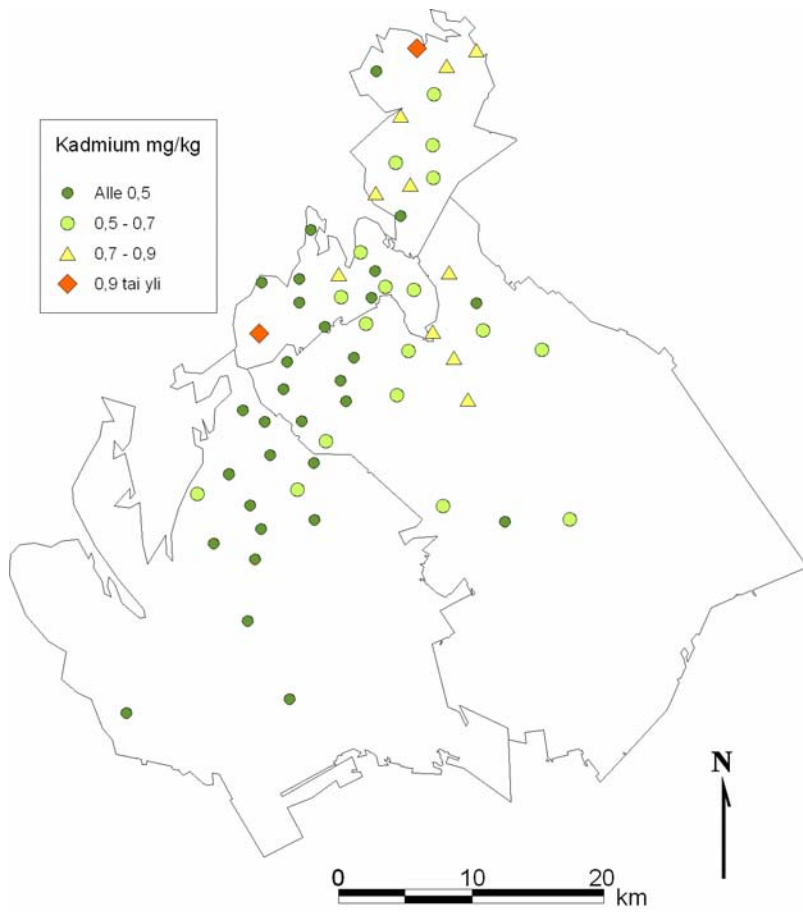 Kadmium mg/kg
Alle 0,5
0,5 - 0,7
0,7 - 0,9
0,9 tai yli
N
0 10 20
km